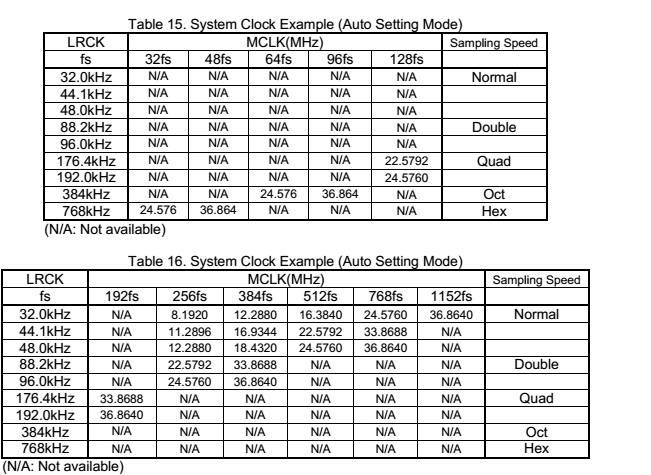 Table 15. System Clock Example (Auto Setting Mode)
LRCK MCLK(MHz) Sampling Speed
fs 32fs 48fs 64fs 96fs 128fs
32.0kHz N/A N/A N/A N/A N/A Normal
44.1kHz N/A N/A N/A N/A N/A
48.0kHz N/A N/A N/A N/A N/A
88.2kHz N/A N/A N/A N/A N/A Double
96.0kHz N/A N/A N/A N/A N/A
176.4kHz N/A N/A N/A N/A 22.5792 Quad
192.0kHz N/A N/A N/A N/A 24.5760
384kHz N/A N/A 24.576 36.864 N/A Oct
768kHz 24.576 36.864 N/A N/A N/A Hex
(N/A: Not available)
Table 16. System Clock Example (Auto Setting Mode)
LRCK MCLK(MHz) Sampling Speed
fs 192fs 256fs 384fs 512fs 768fs 1152fs
32.0kHz N/A 8.1920 12.2880 16.3840 24.5760 36.8640 Normal
44.1kHz N/A 11.2896 16.9344 22.5792 33.8688 N/A
48.0kHz N/A 12.2880 18.4320 24.5760 36.8640 N/A
88.2kHz N/A 22.5792 33.8688 N/A N/A N/A Double
96.0kHz N/A 24.5760 36.8640 N/A N/A N/A
176.4kHz 33.8688 N/A N/A N/A N/A N/A Quad
192.0kHz 36.8640 N/A N/A N/A N/A N/A
384kHz N/A N/A N/A N/A N/A N/A Oct
768kHz N/A N/A N/A N/A N/A N/A Hex
(N/A: Not available)